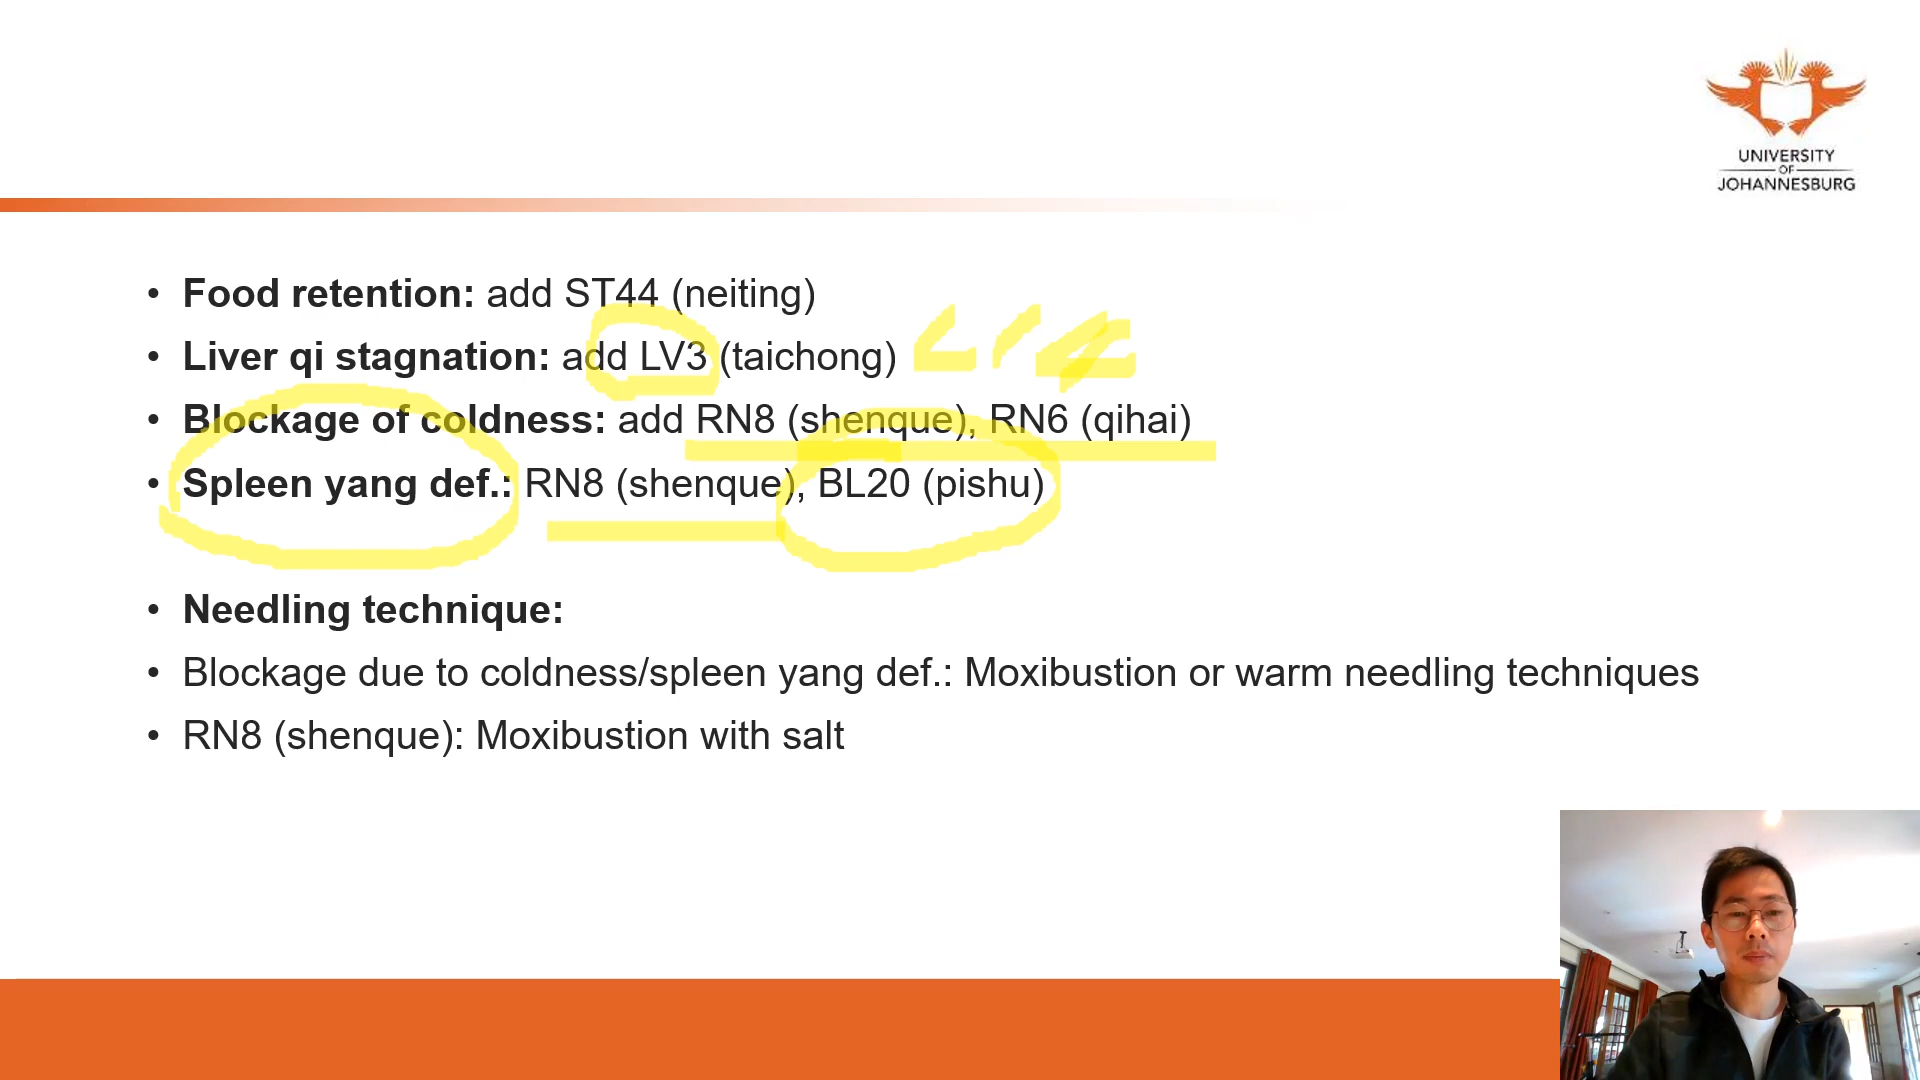 UNIVERSITY
OF
JOHANNESBURG
• Food retention: add ST44 (neiting)
• Liver qi stagnation: add LV3 (taichong)
• Blockage of coldness: add RN8 (shenque), RN6 (qihai)
• Spleen yang def.: RN8 (shenque), BL20 (pishu)
• Needling technique:
• Blockage due to coldness/spleen yang def.: Moxibustion or warm needling techniques
• RN8 (shenque): Moxibustion with salt